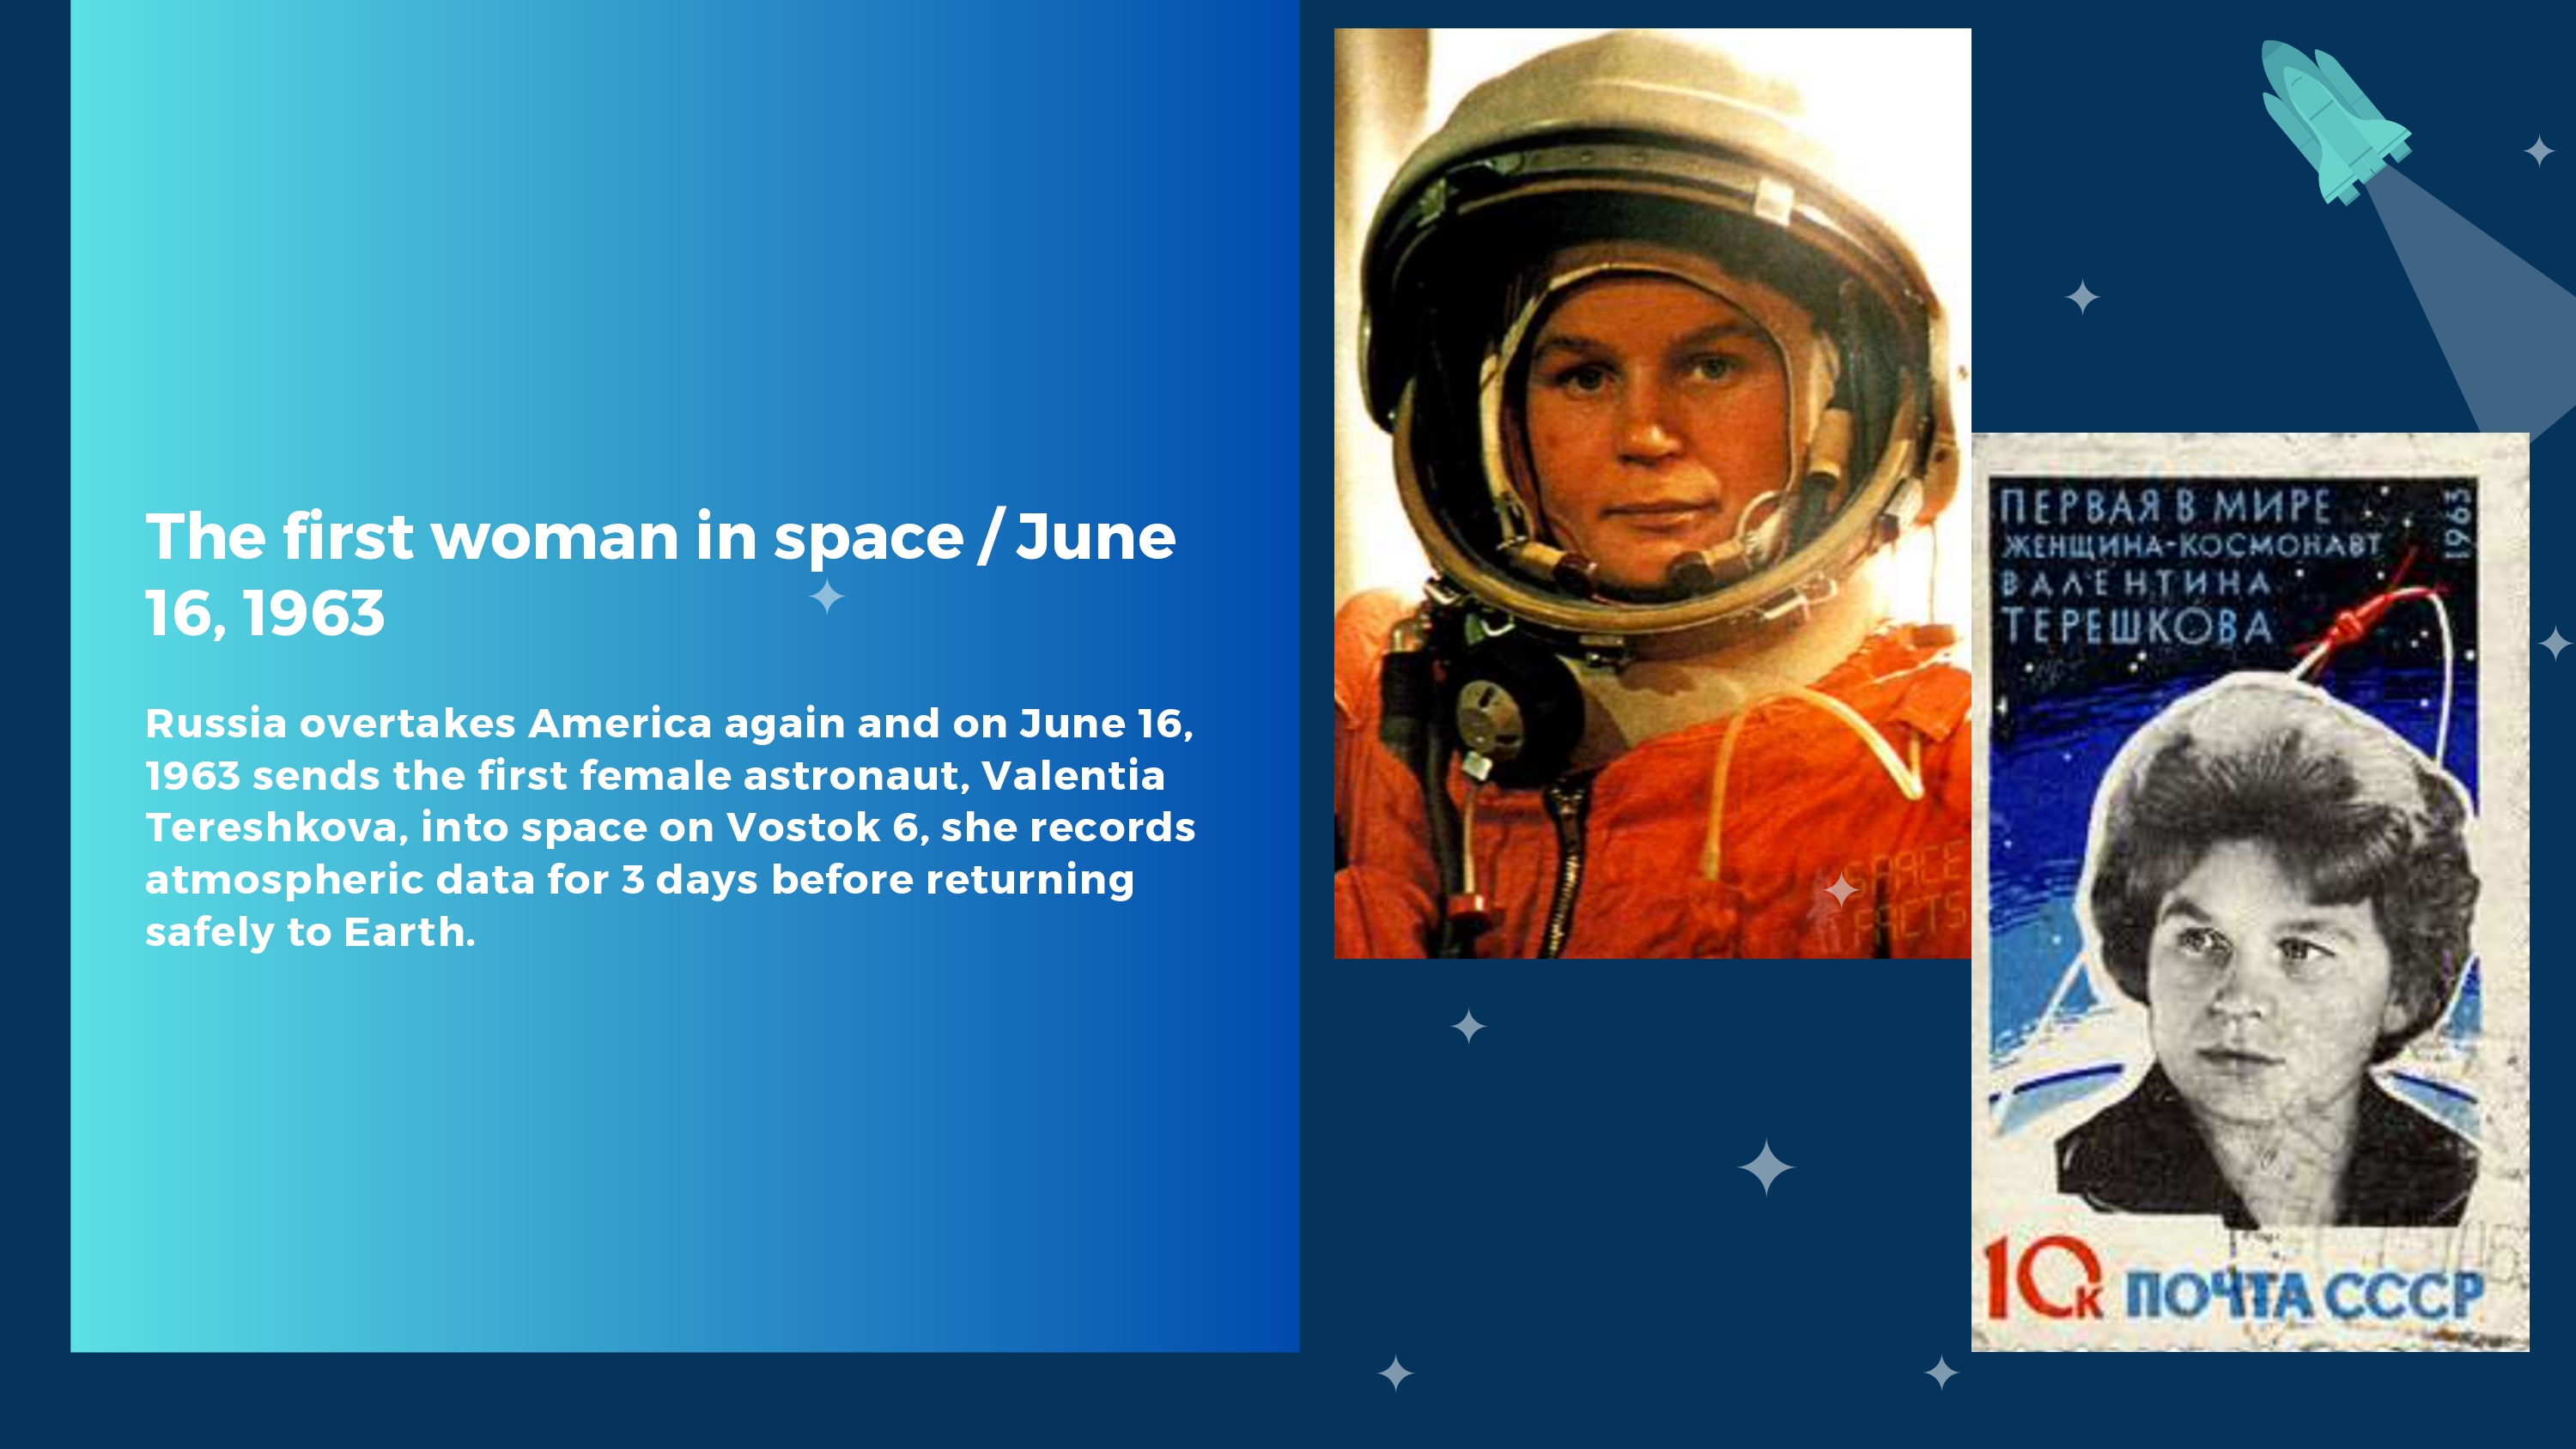 The first woman in space / June
16, 1963
Russia overtakes America again and on June 16,
1963 sends the first female astronaut, Valentia
Tereshkova, into space on Vostok 6, she records
atmospheric data for 3 days before returning
safely to Earth.
SPACE
FACTS
ПЕРВАЯ В МИРЕ
ЖЕНЩИНА-КОСМОНАВТ
ВАЛЕНТИНА
ТЕРЕШКОВА
1963
10к ПОЧТА СССР